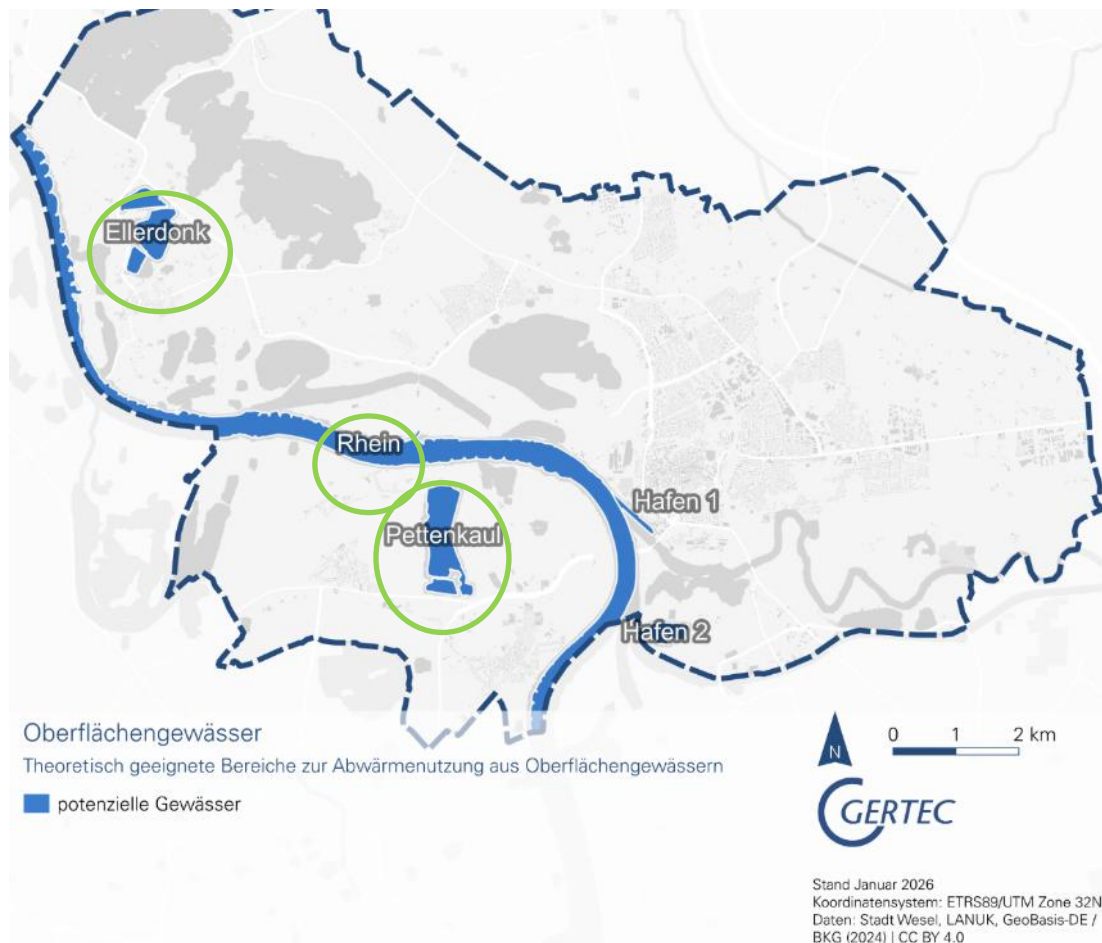 Ellerdonk
Rhein
Hafen 1
Pettenkaul
Hafen 2
Oberflächengewässer
Theoretisch geeignete Bereiche zur Abwärmenutzung aus Oberflächengewässern
potenzielle Gewässer
N
0 1 2 km
GERTEC
Stand Januar 2026
Koordinatensystem: ETRS89/UTM Zone 32N
Daten: Stadt Wesel, LANUK, GeoBasis-DE /
BKG (2024) | CC BY 4.0